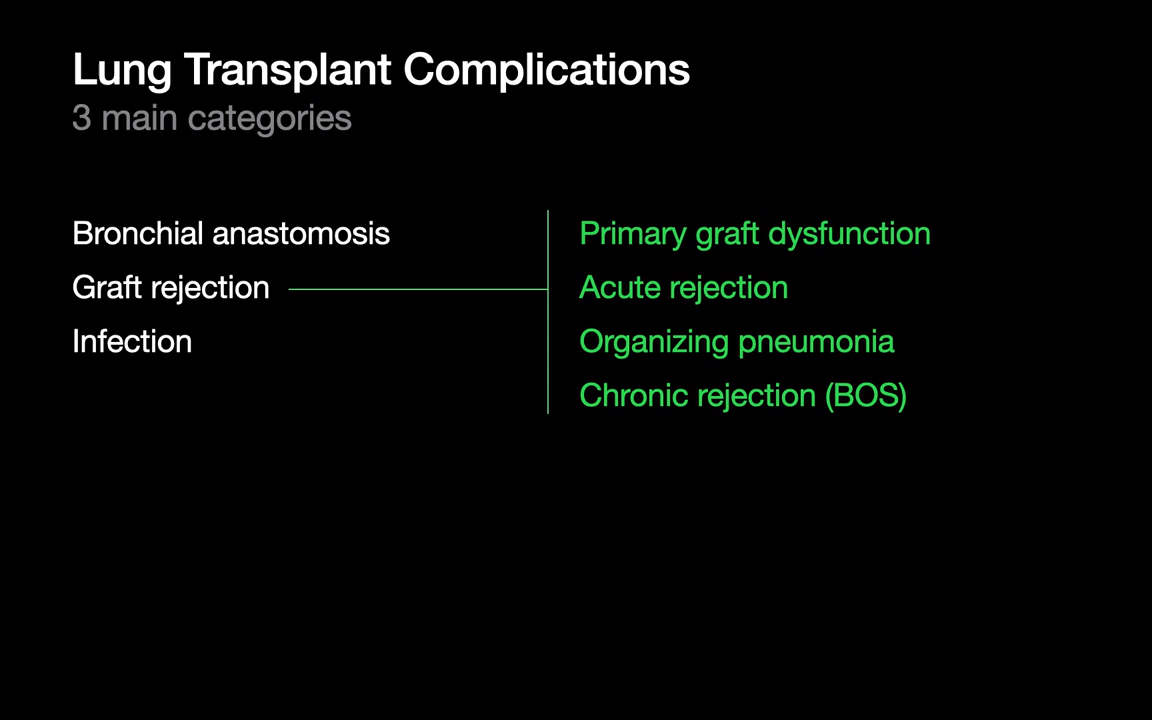 Lung Transplant Complications
3 main categories
Bronchial anastomosis
Graft rejection
Infection
Primary graft dysfunction
Acute rejection
Organizing pneumonia
Chronic rejection (BOS)